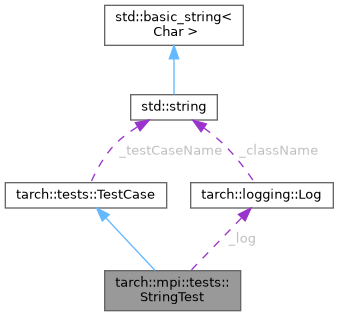 std::basic_string<
Char >
std::string
_testCaseName
_className
tarch::tests::TestCase
tarch::logging::Log
_log
tarch::mpi::tests::
StringTest